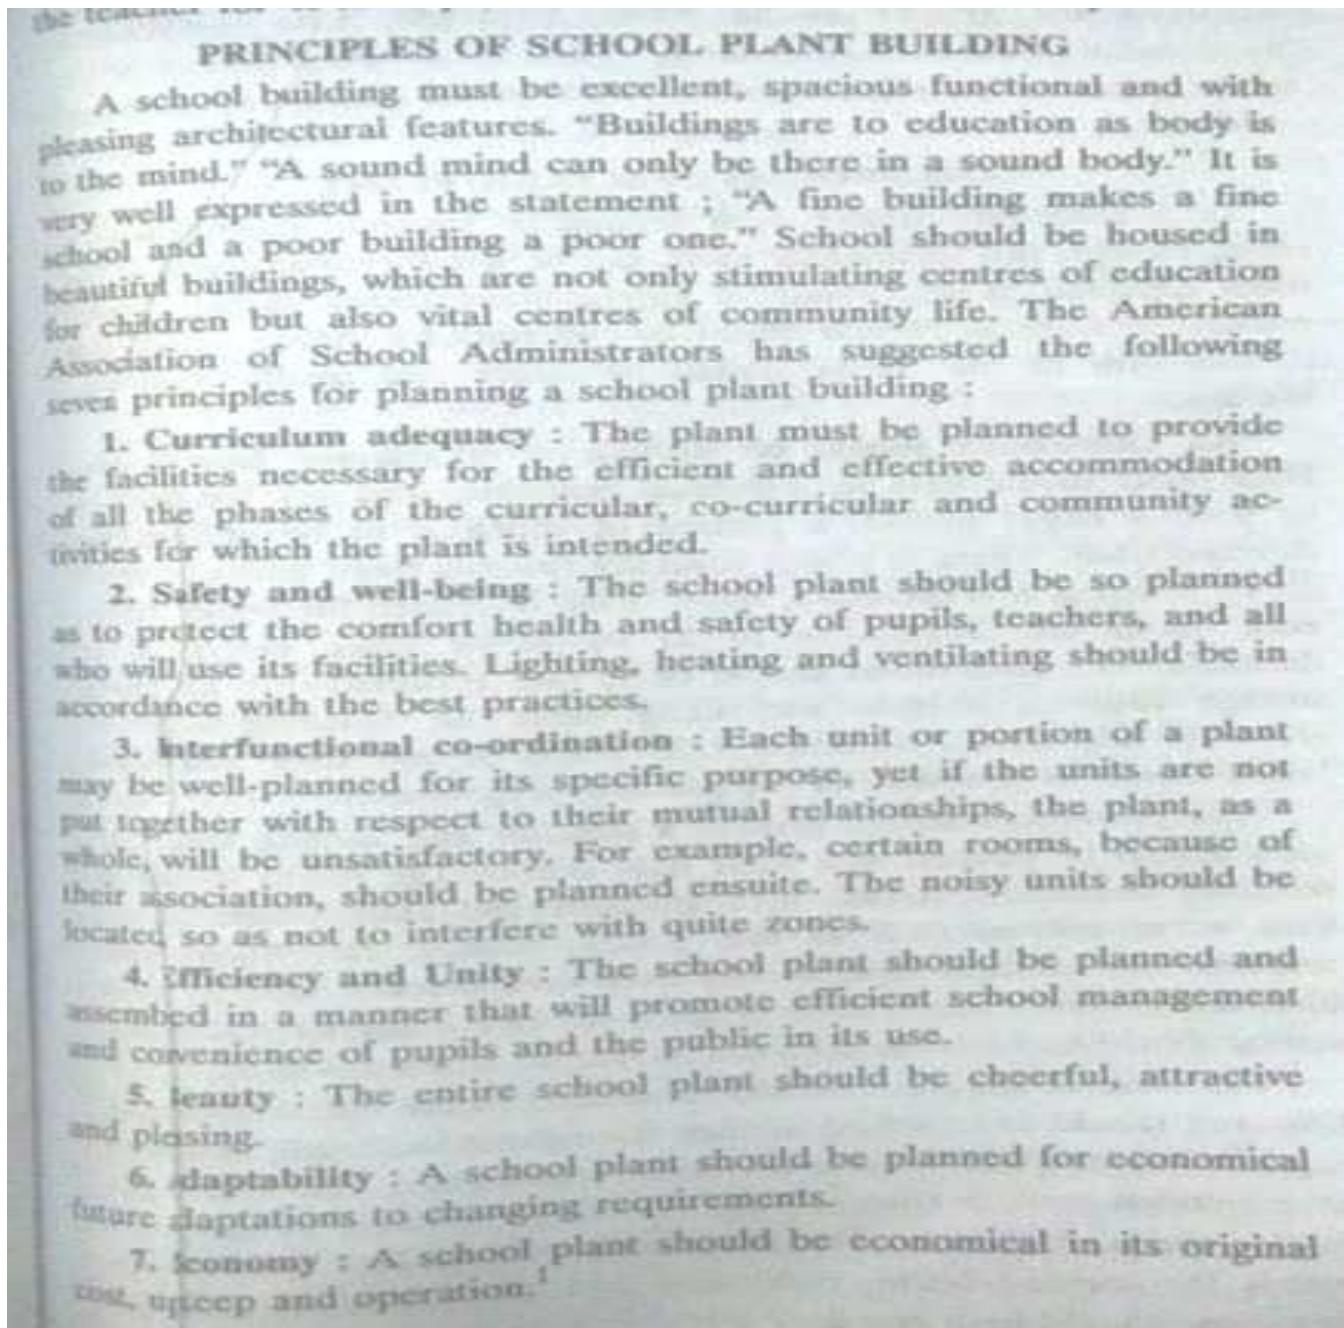 the teacher for
PRINCIPLES OF SCHOOL PLANT BUILDING
A school building must be excellent, spacious functional and with
pleasing architectural features. “Buildings are to education as body is
to the mind.” “A sound mind can only be there in a sound body.” It is
very well expressed in the statement ; “A fine building makes a fine
school and a poor building a poor one.” School should be housed in
beautiful buildings, which are not only stimulating centres of education
for children but also vital centres of community life. The American
Association of School Administrators has suggested the following
seven principles for planning a school plant building :
1. Curriculum adequacy : The plant must be planned to provide
the facilities necessary for the efficient and effective accommodation
of all the phases of the curricular, co-curricular and community ac-
tivities for which the plant is intended.
2. Safety and well-being : The school plant should be so planned
as to protect the comfort health and safety of pupils, teachers, and all
who will use its facilities. Lighting, heating and ventilating should be in
accordance with the best practices.
3. Interfunctional co-ordination : Each unit or portion of a plant
may be well-planned for its specific purpose, yet if the units are not
put together with respect to their mutual relationships, the plant, as a
whole, will be unsatisfactory. For example, certain rooms, because of
their association, should be planned ensuite. The noisy units should be
located so as not to interfere with quite zones.
4. Efficiency and Unity : The school plant should be planned and
assembed in a manner that will promote efficient school management
and convenience of pupils and the public in its use.
5. Beauty : The entire school plant should be cheerful, attractive
and pleasing.
6. Adaptability : A school plant should be planned for economical
future adaptations to changing requirements.
7. Economy : A school plant should be economical in its original
cost, upkeep and operation.¹